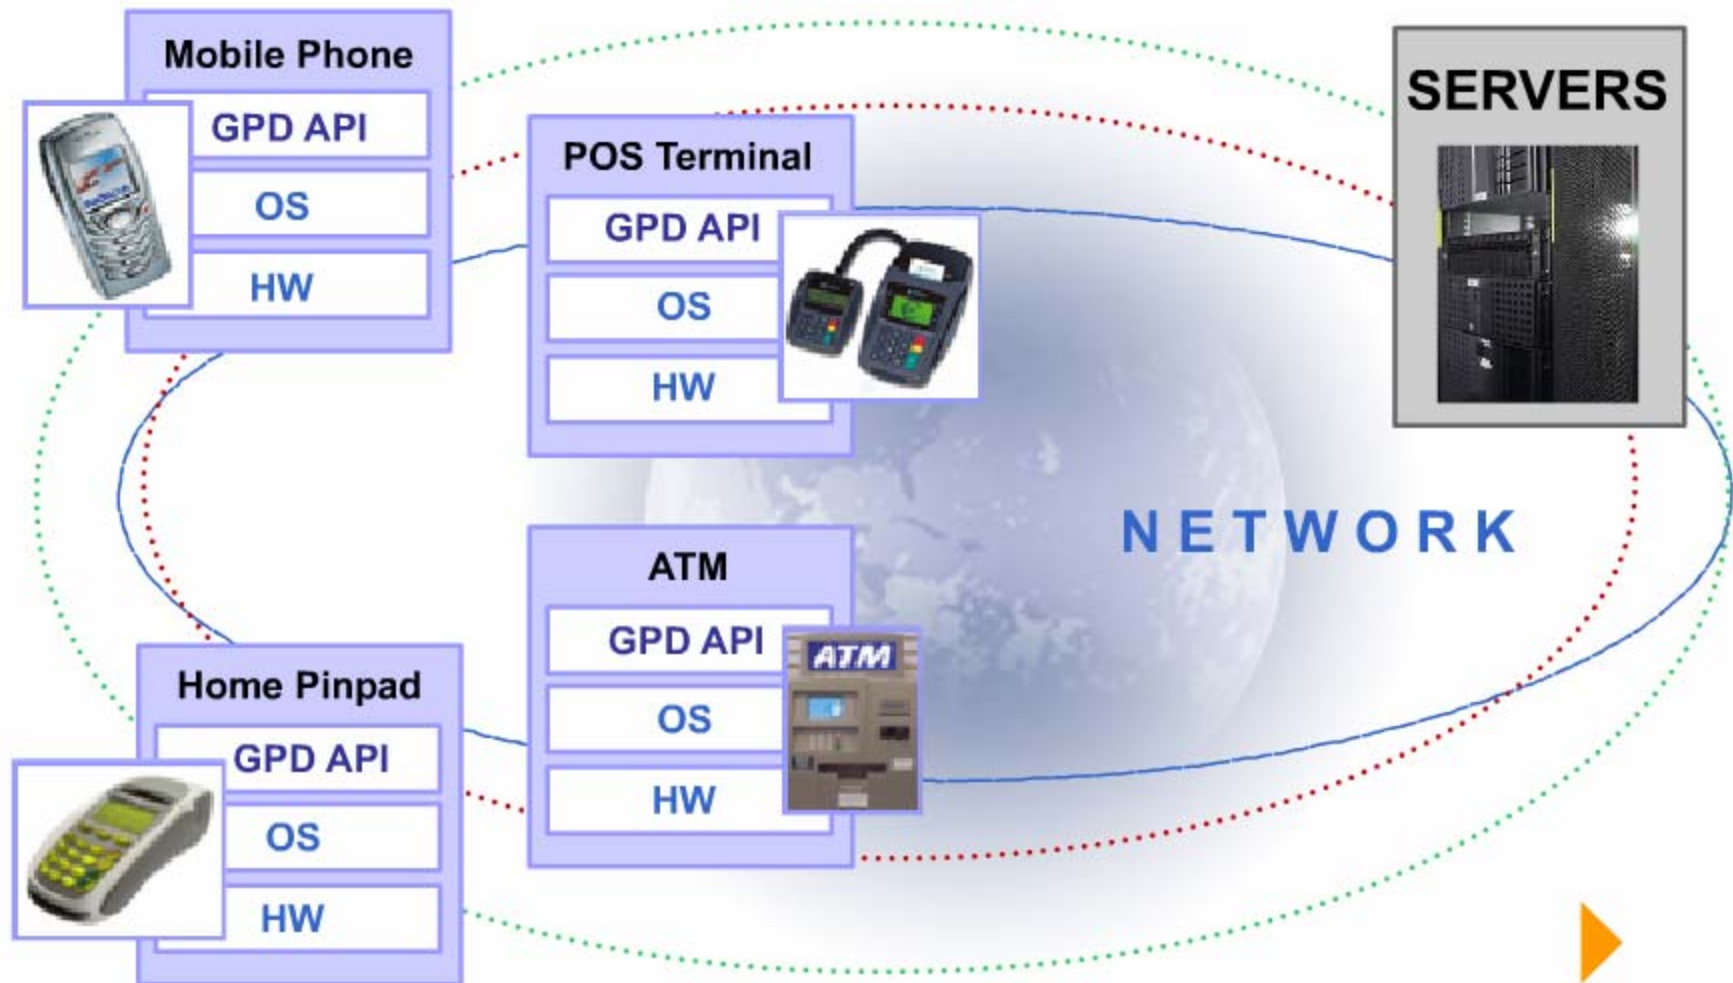 Mobile Phone
GPD API
OS
HW
POS Terminal
GPD API
OS
HW
SERVERS
NETWORK
ATM
GPD API
OS
HW
ATM
Home Pinpad
GPD API
OS
HW